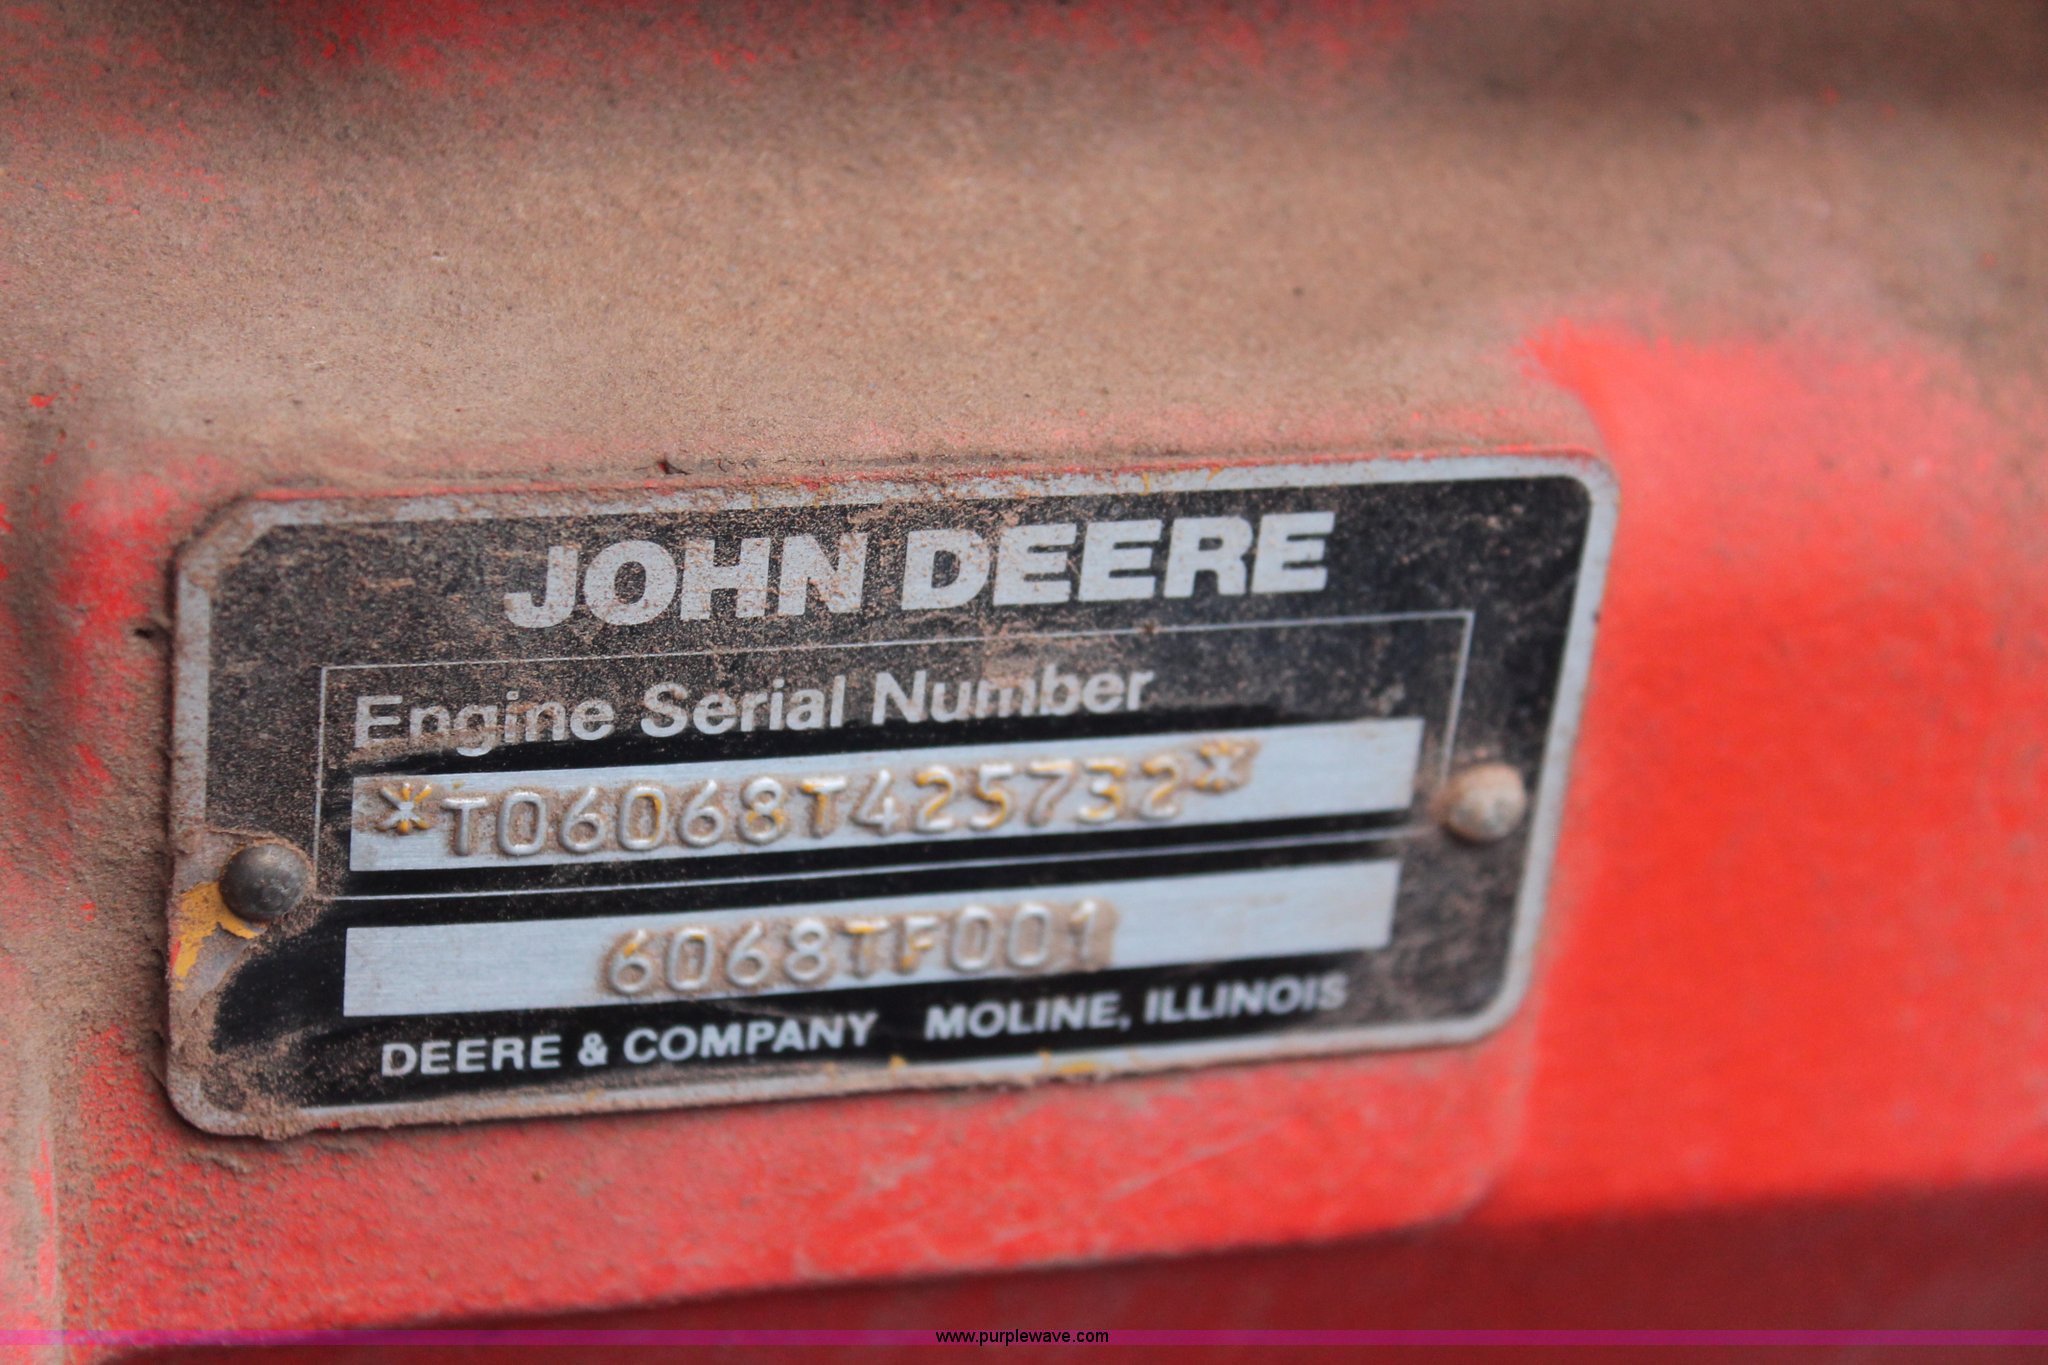 JOHN DEERE
Engine Serial Number
*T06068T425732*
6068TF001
DEERE & COMPANY MOLINE, ILLINOIS
www.purplewave.com